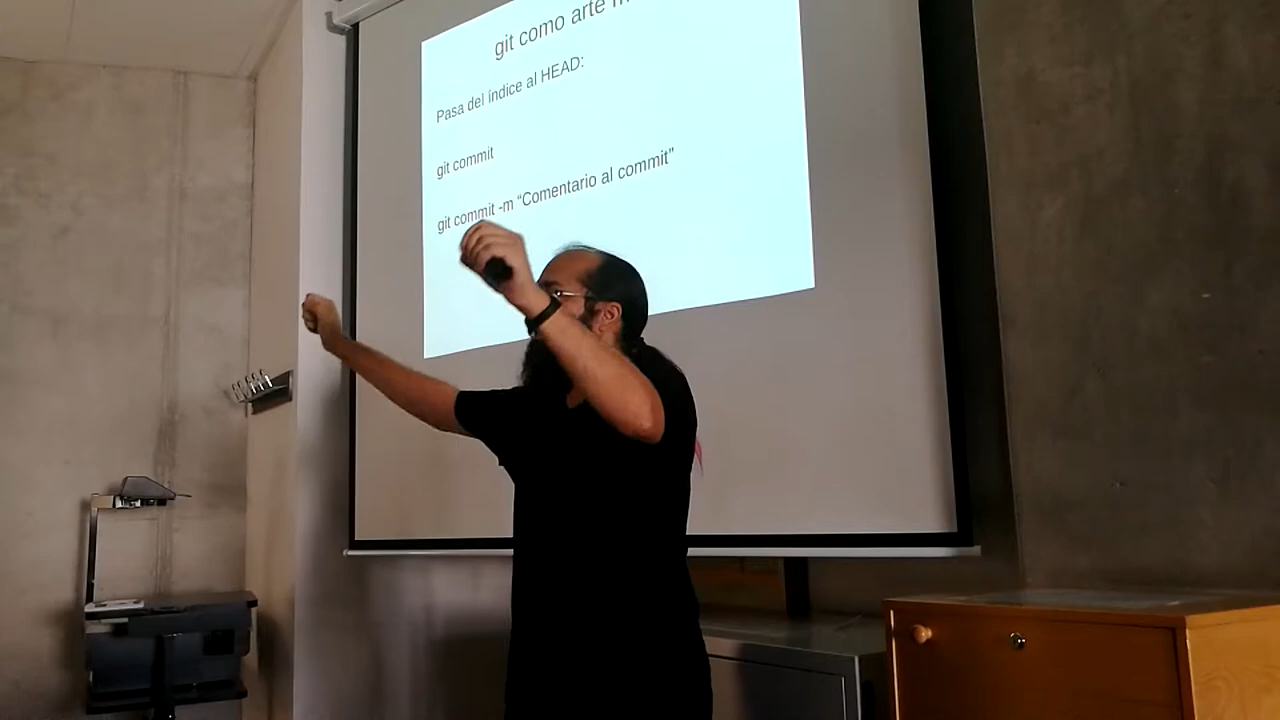 git como arte
Pasa del índice al HEAD:
git commit
git commit -m “Comentario al commit”